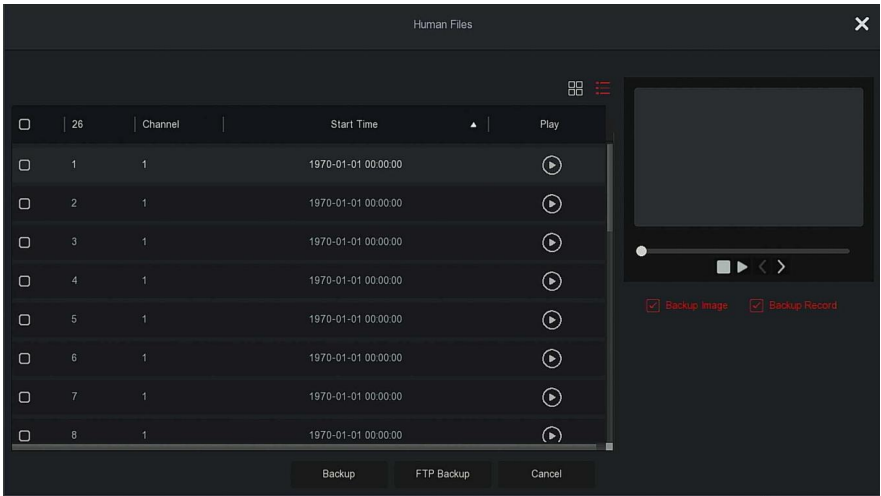 Human Files
26 Channel Start Time Play
1 1 1970-01-01 00:00:00
2 1 1970-01-01 00:00:00
3 1 1970-01-01 00:00:00
4 1 1970-01-01 00:00:00
5 1 1970-01-01 00:00:00
6 1 1970-01-01 00:00:00
7 1 1970-01-01 00:00:00
8 1 1970-01-01 00:00:00
Backup Image Backup Record
Backup FTP Backup Cancel